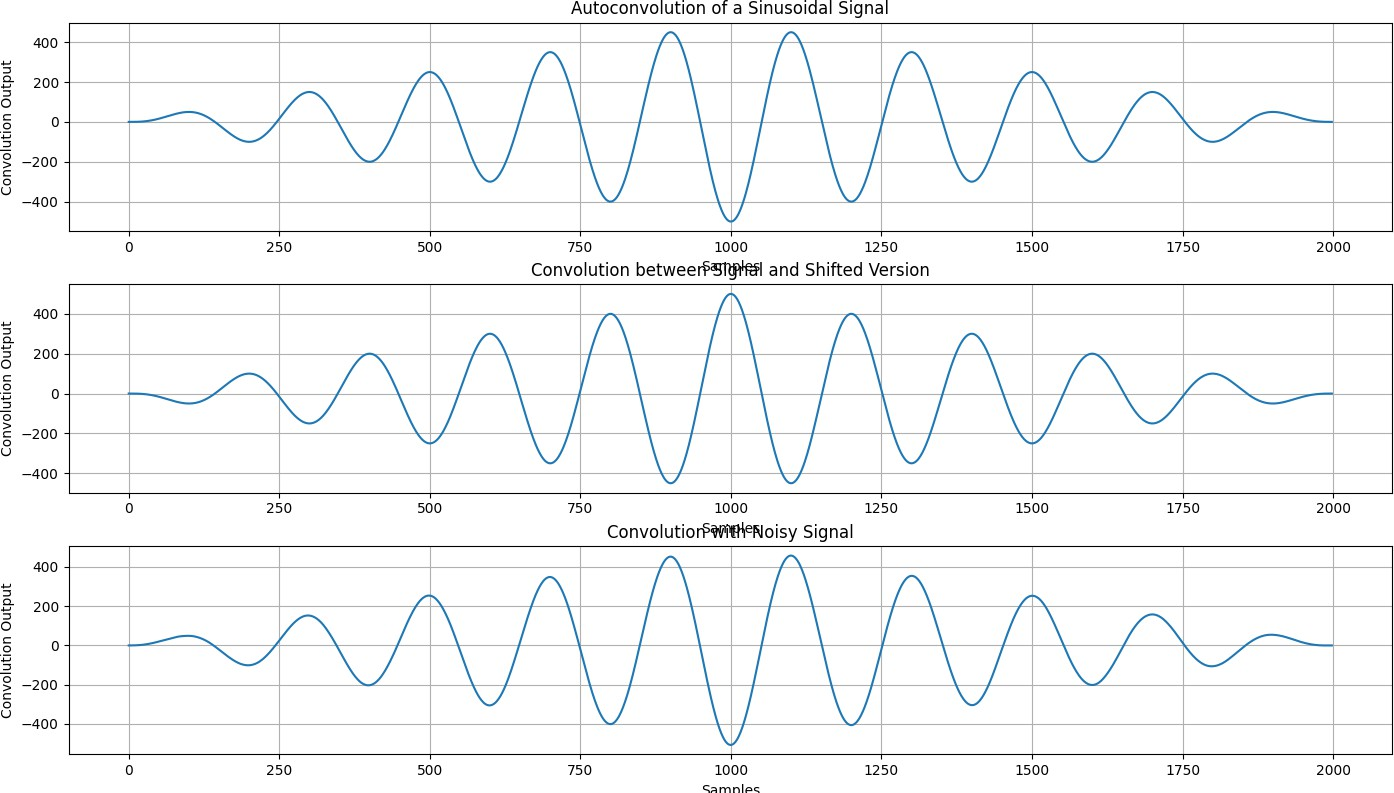 Autoconvolution of a Sinusoidal Signal
Convolution Output
400
200
0
−200
−400
0 250 500 750 1000 1250 1500 1750 2000
Samples
Convolution between Signal and Shifted Version
Convolution Output
400
200
0
−200
−400
0 250 500 750 1000 1250 1500 1750 2000
Samples
Convolution with Noisy Signal
Convolution Output
400
200
0
−200
−400
0 250 500 750 1000 1250 1500 1750 2000
Samples